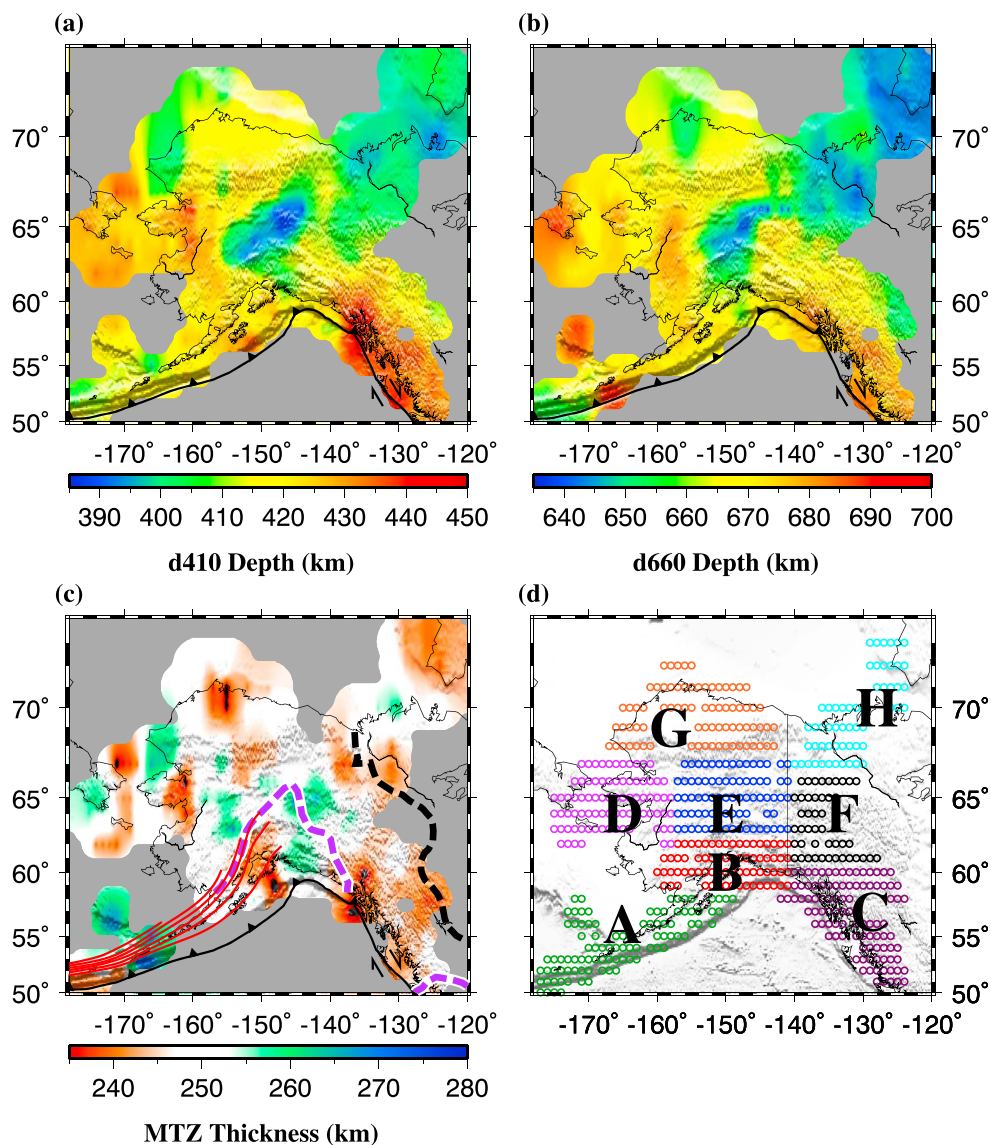 (a)
(b)
70°
65°
60°
55°
50°
70°
65°
60°
55°
50°
-170° -160° -150° -140° -130° -120°
-170° -160° -150° -140° -130° -120°
390 400 410 420 430 440 450
640 650 660 670 680 690 700
d410 Depth (km)
d660 Depth (km)
(c)
(d)
70°
65°
60°
55°
50°
70°
65°
60°
55°
50°
G
H
D
E
F
B
A
C
-170° -160° -150° -140° -130° -120°
-170° -160° -150° -140° -130° -120°
240 250 260 270 280
MTZ Thickness (km)